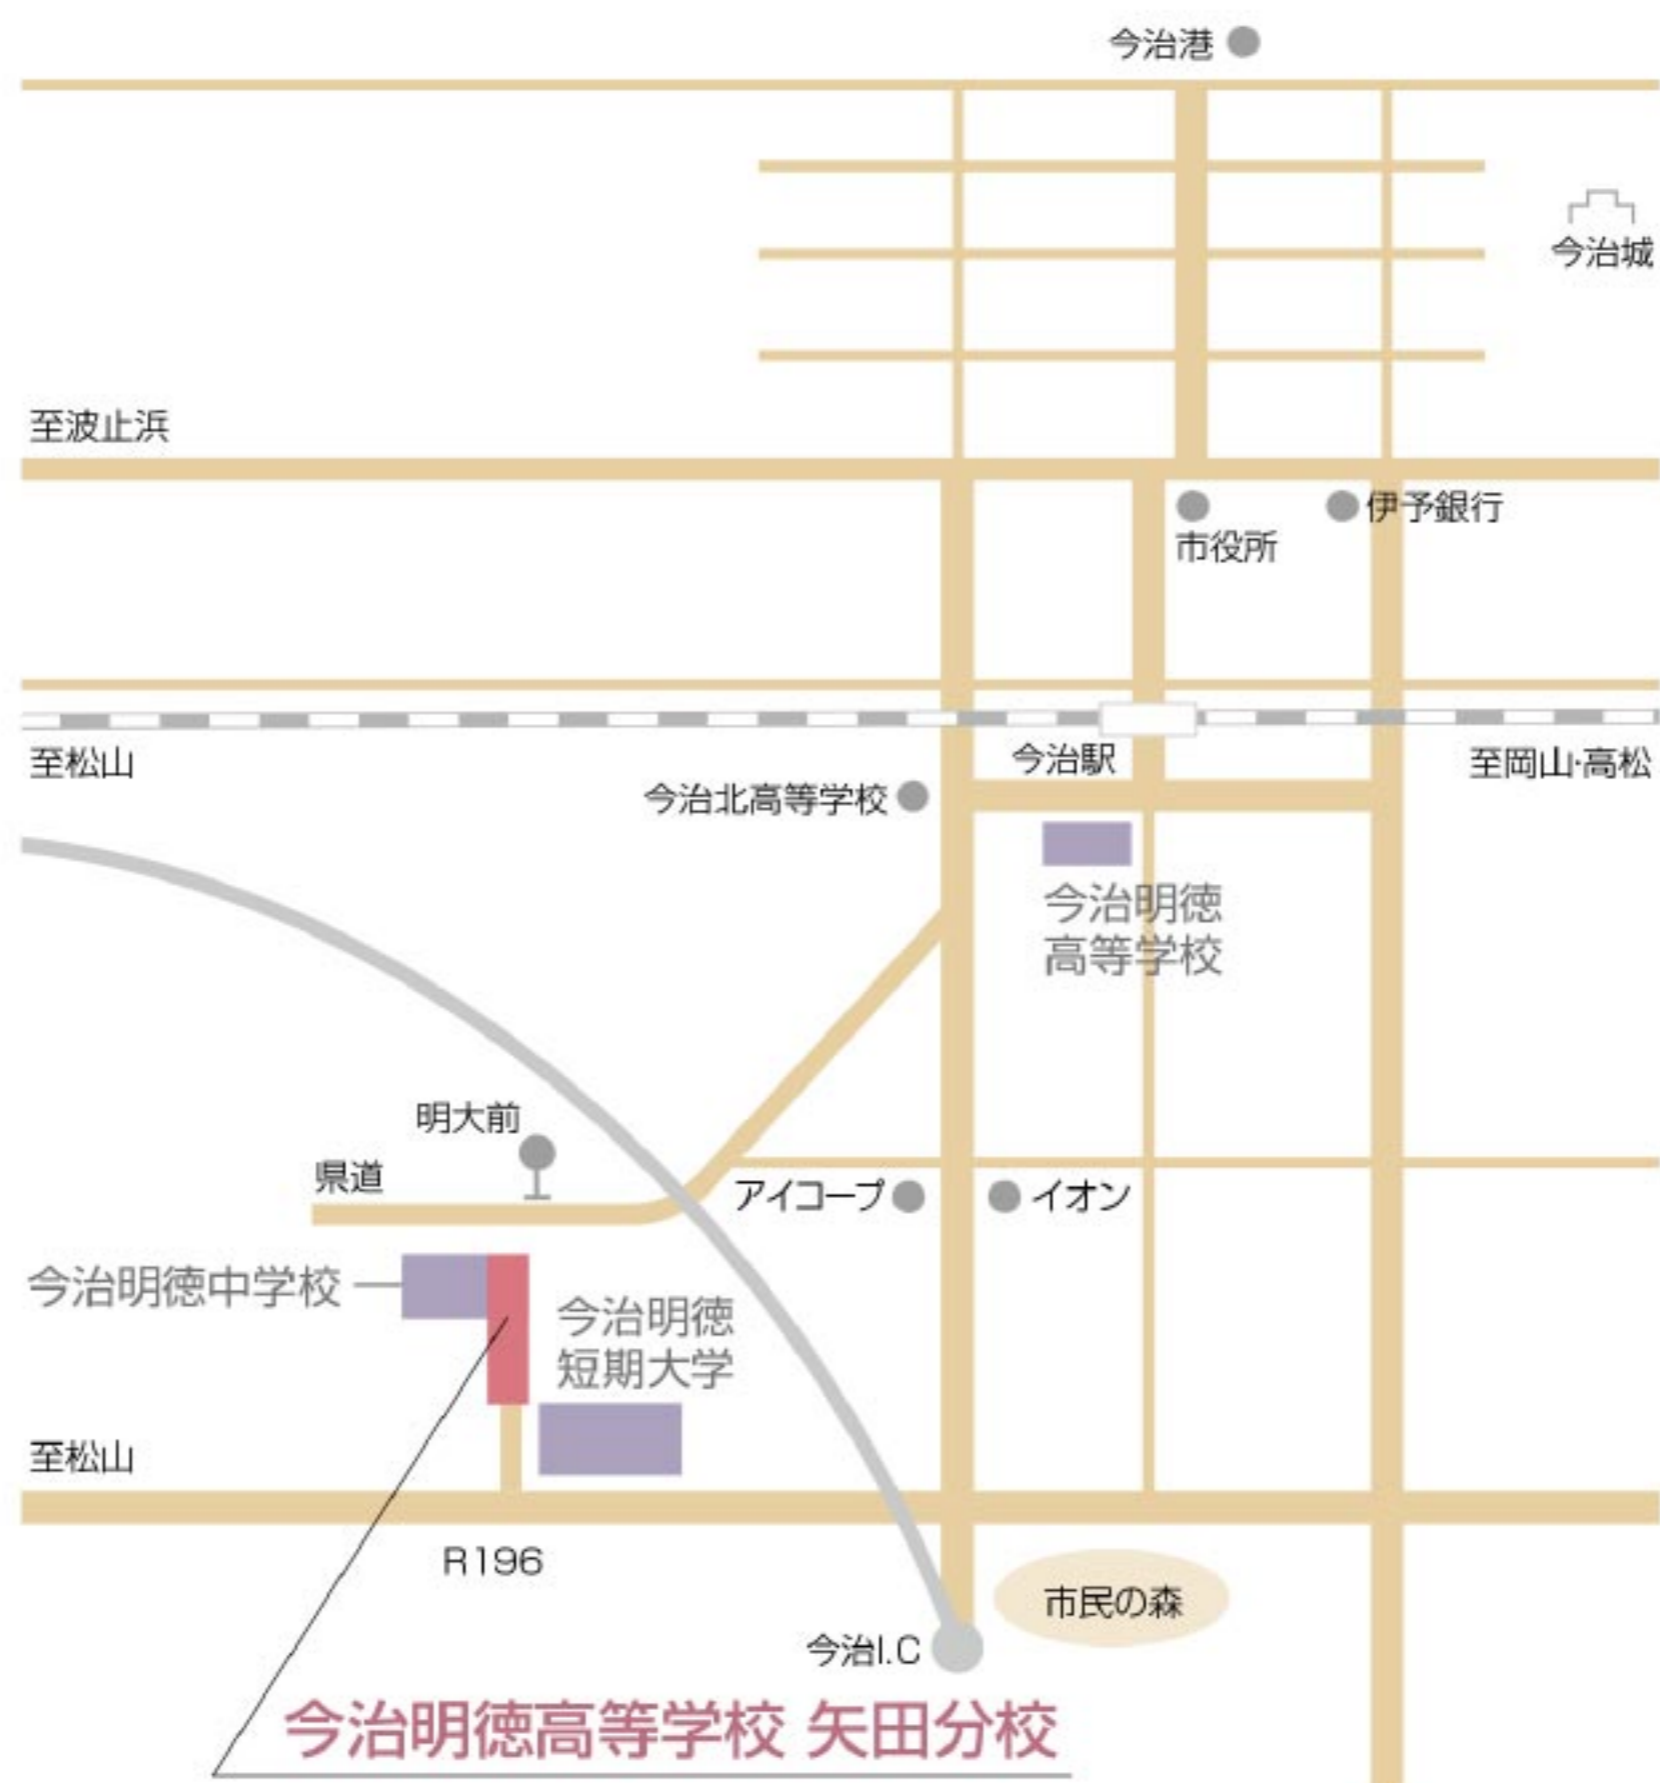 今治港
今治城
至波止浜
伊予銀行
市役所
至松山
今治駅
至岡山・高松
今治北高等学校
今治明徳
高等学校
明大前
県道
アイコープ
イオン
今治明徳中学校
今治明徳
短期大学
至松山
R196
市民の森
今治I.C
今治明徳高等学校 矢田分校